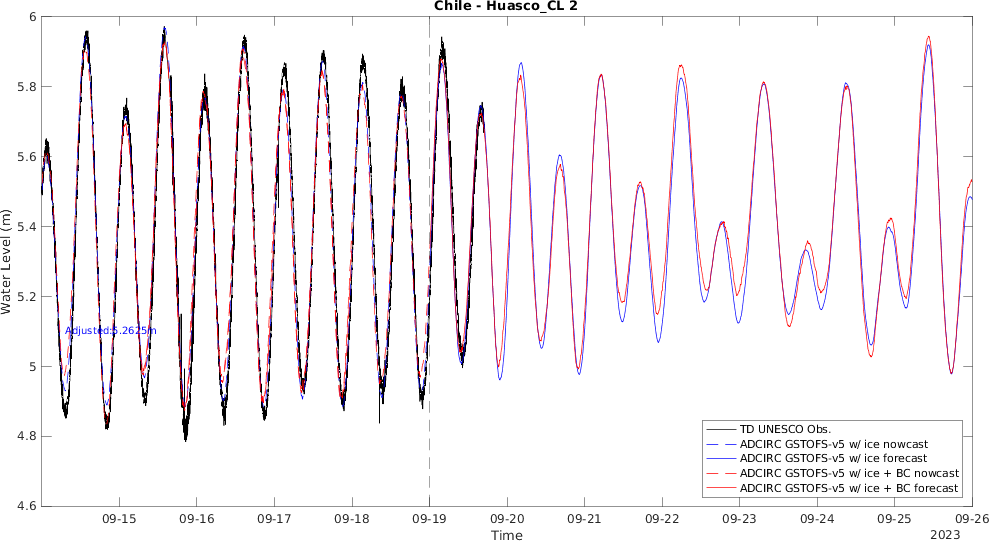 Chile - Huasco_CL 2
Water Level (m)
6
5.8
5.6
5.4
5.2
5
4.8
4.6
Adjusted:5.2625m
TD UNESCO Obs.
ADCIRC GSTOFS-v5 w/ ice nowcast
ADCIRC GSTOFS-v5 w/ ice forecast
ADCIRC GSTOFS-v5 w/ ice + BC nowcast
ADCIRC GSTOFS-v5 w/ ice + BC forecast
09-15 09-16 09-17 09-18 09-19 09-20 09-21 09-22 09-23 09-24 09-25 09-26
Time
2023